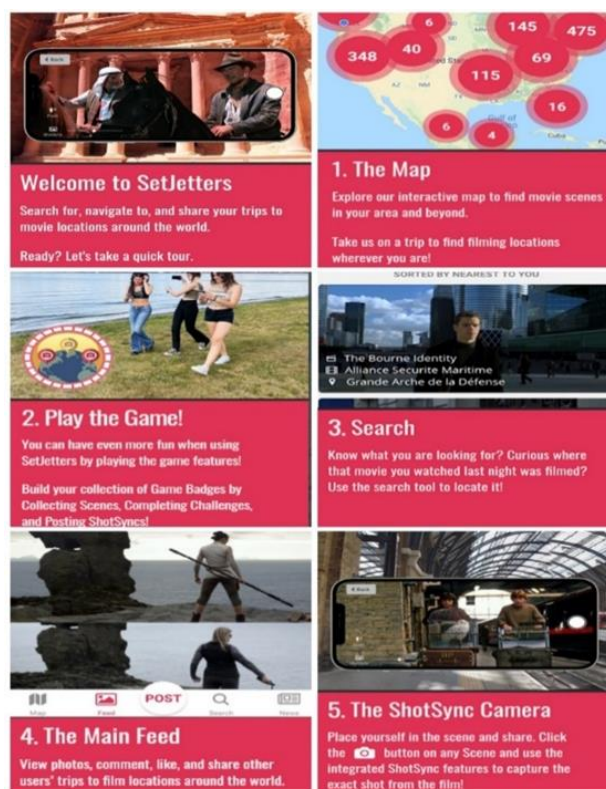 Back
Welcome to SetJetters
Search for, navigate to, and share your trips to
movie locations around the world.
Ready? Let's take a quick tour.
6
145
475
348
40
69
115
16
6
4
AZ
NM
Gulf of
Cuba
1. The Map
Explore our interactive map to find movie scenes
in your area and beyond.
Take us on a trip to find filming locations
wherever you are!
2. Play the Game!
You can have even more fun when using
SetJetters by playing the game features!
Build your collection of Game Badges by
Collecting Scenes, Completing Challenges,
and Posting ShotSyncs!
SORTED BY NEAREST TO YOU
The Bourne Identity
Alliance Securite Maritime
Grande Arche de la Défense
3. Search
Know what you are looking for? Curious where
that movie you watched last night was filmed?
Use the search tool to locate it!
Map Feed POST Search News
4. The Main Feed
View photos, comment, like, and share other
users' trips to film locations around the world.
Back
5. The ShotSync Camera
Place yourself in the scene and share. Click
the button on any Scene and use the
integrated ShotSync features to capture the
exact shot from the film!